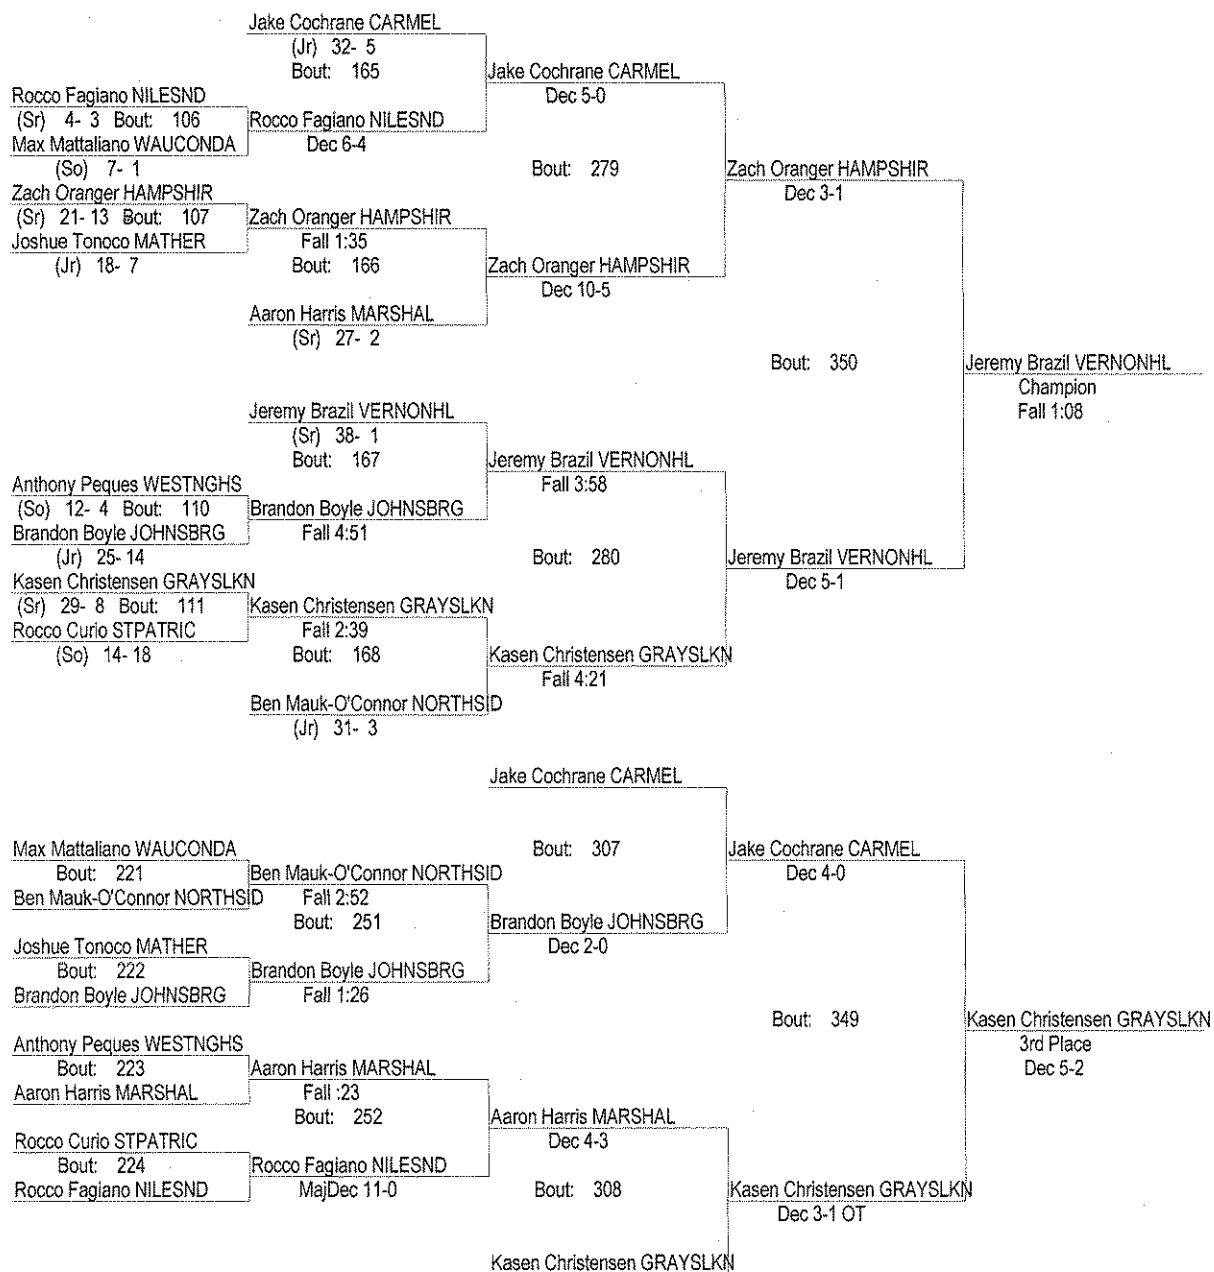 Jake Cochrane CARMEL
(Jr) 32- 5
Bout: 165
Jake Cochrane CARMEL
Dec 5-0
Rocco Fagiano NILESND
(Sr) 4- 3 Bout: 106
Rocco Fagiano NILESND
Max Mattaliano WAUCONDA
Dec 6-4
(So) 7- 1
Bout: 279
Zach Oranger HAMPSHIR
Dec 3-1
Zach Oranger HAMPSHIR
(Sr) 21- 13 Bout: 107
Zach Oranger HAMPSHIR
Joshue Tonoco MATHER
Fall 1:35
(Jr) 18- 7
Bout: 166
Zach Oranger HAMPSHIR
Dec 10-5
Aaron Harris MARSHAL
(Sr) 27- 2
Bout: 350
Jeremy Brazil VERNONHL
Champion
Fall 1:08
Jeremy Brazil VERNONHL
(Sr) 38- 1
Bout: 167
Jeremy Brazil VERNONHL
Fall 3:58
Anthony Peques WESTNGHS
(So) 12- 4 Bout: 110
Brandon Boyle JOHNSBRG
Brandon Boyle JOHNSBRG
Fall 4:51
(Jr) 25- 14
Bout: 280
Jeremy Brazil VERNONHL
Dec 5-1
Kasen Christensen GRAYSLKN
(Sr) 29- 8 Bout: 111
Kasen Christensen GRAYSLKN
Rocco Curio STPATRIC
Fall 2:39
(So) 14- 18
Bout: 168
Kasen Christensen GRAYSLKN
Fall 4:21
Ben Mauk-O'Connor NORTHSID
(Jr) 31- 3
Jake Cochrane CARMEL
Bout: 307
Jake Cochrane CARMEL
Dec 4-0
Max Mattaliano WAUCONDA
Bout: 221
Ben Mauk-O'Connor NORTHSID
Ben Mauk-O'Connor NORTHSID
Fall 2:52
Bout: 251
Brandon Boyle JOHNSBRG
Dec 2-0
Joshue Tonoco MATHER
Bout: 222
Brandon Boyle JOHNSBRG
Brandon Boyle JOHNSBRG
Fall 1:26
Bout: 349
Kasen Christensen GRAYSLKN
3rd Place
Dec 5-2
Anthony Peques WESTNGHS
Bout: 223
Aaron Harris MARSHAL
Aaron Harris MARSHAL
Fall :23
Bout: 252
Aaron Harris MARSHAL
Dec 4-3
Rocco Curio STPATRIC
Bout: 224
Rocco Fagiano NILESND
Rocco Fagiano NILESND
MajDec 11-0
Bout: 308
Kasen Christensen GRAYSLKN
Dec 3-1 OT
Kasen Christensen GRAYSLKN